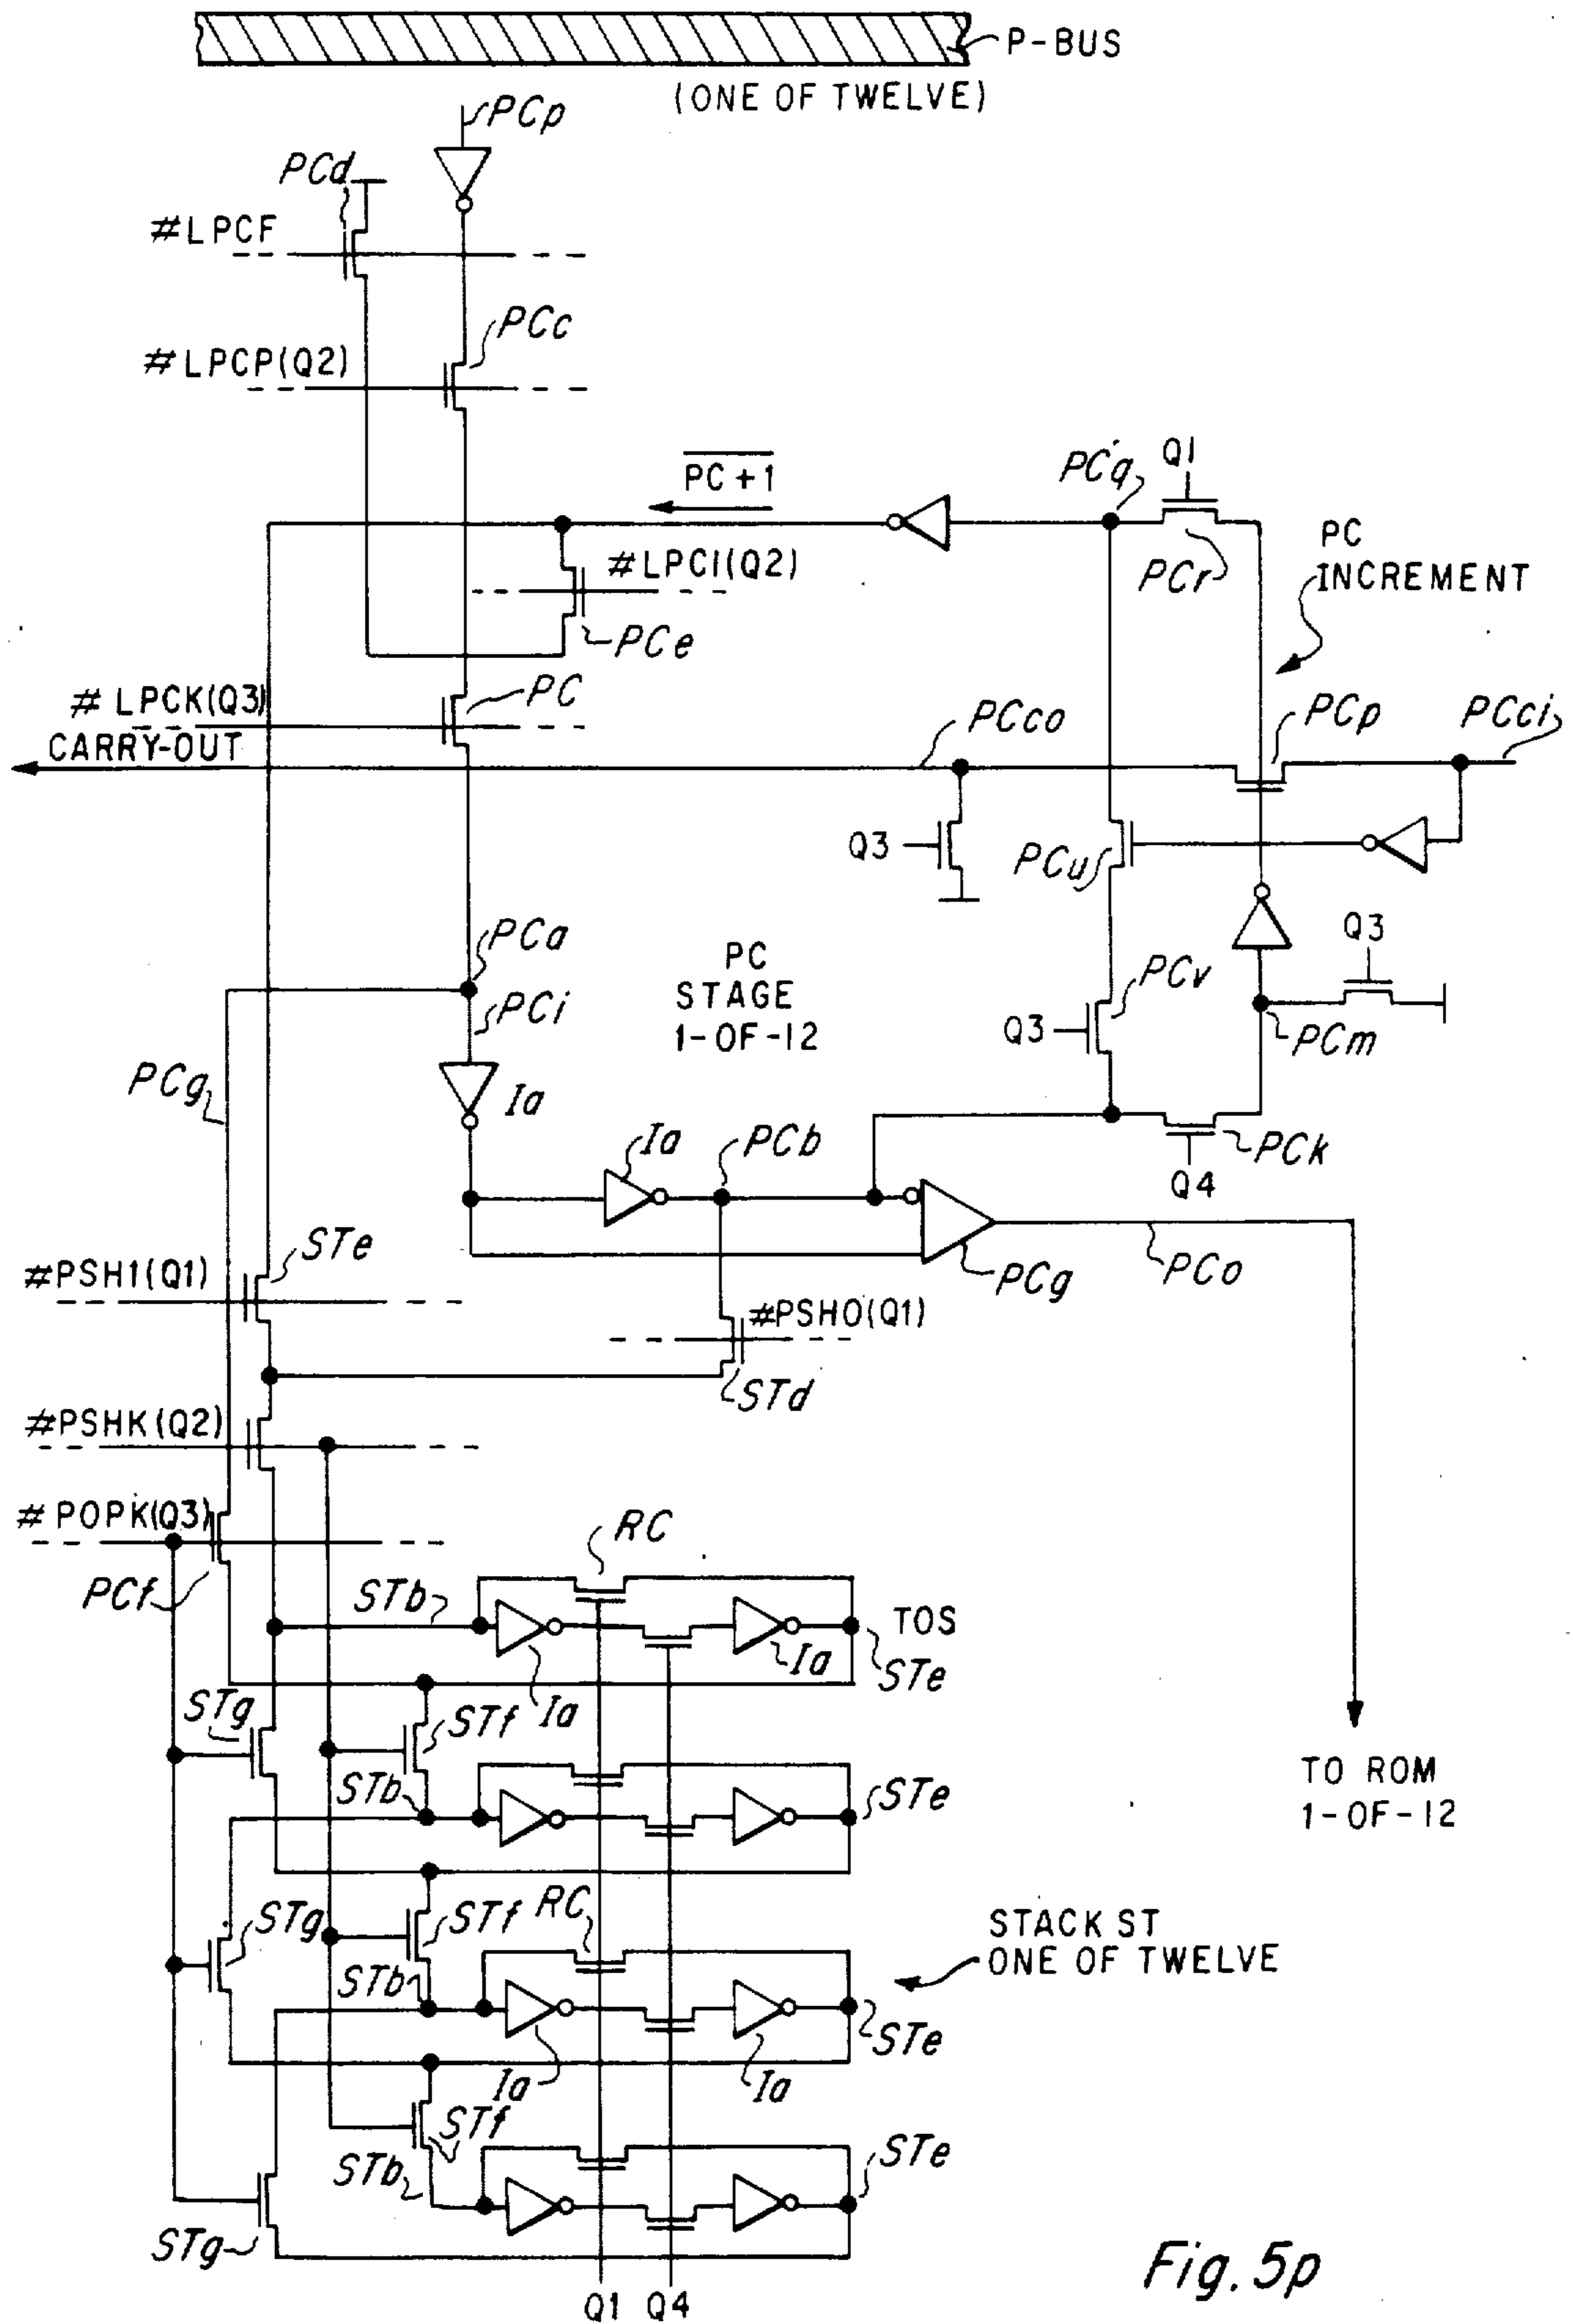 P-BUS
(ONE OF TWELVE)
PCp
PCd
#LPCF
PCc
#LPCP(Q2)
PCq
Q1
PC+1
PC
INCREMENT
#LPCI(Q2)
PCr
PCe
# LPCK(Q3)
PC
PCco
PCp
PCci
CARRY-OUT
Q3
PCu
PCa
PC
STAGE
1-OF-12
Q3
PCv
PCi
Q3
PCm
PCg
Ia
Ia
PCb
PCk
Q4
STe
#PSH1(Q1)
PCg
PCo
#PSHO(Q1)
STd
#PSHK(Q2)
# POPK(Q3)
RC
PCf
STb
TOS
Ia
STe
STg
Ia
STf
TO ROM
1-OF-12
STb
STe
STg
STf
RC
STACK ST
ONE OF TWELVE
STb
STe
Ia
Ia
STf
STb
STe
STg
Q1 Q4
Fig. 5p